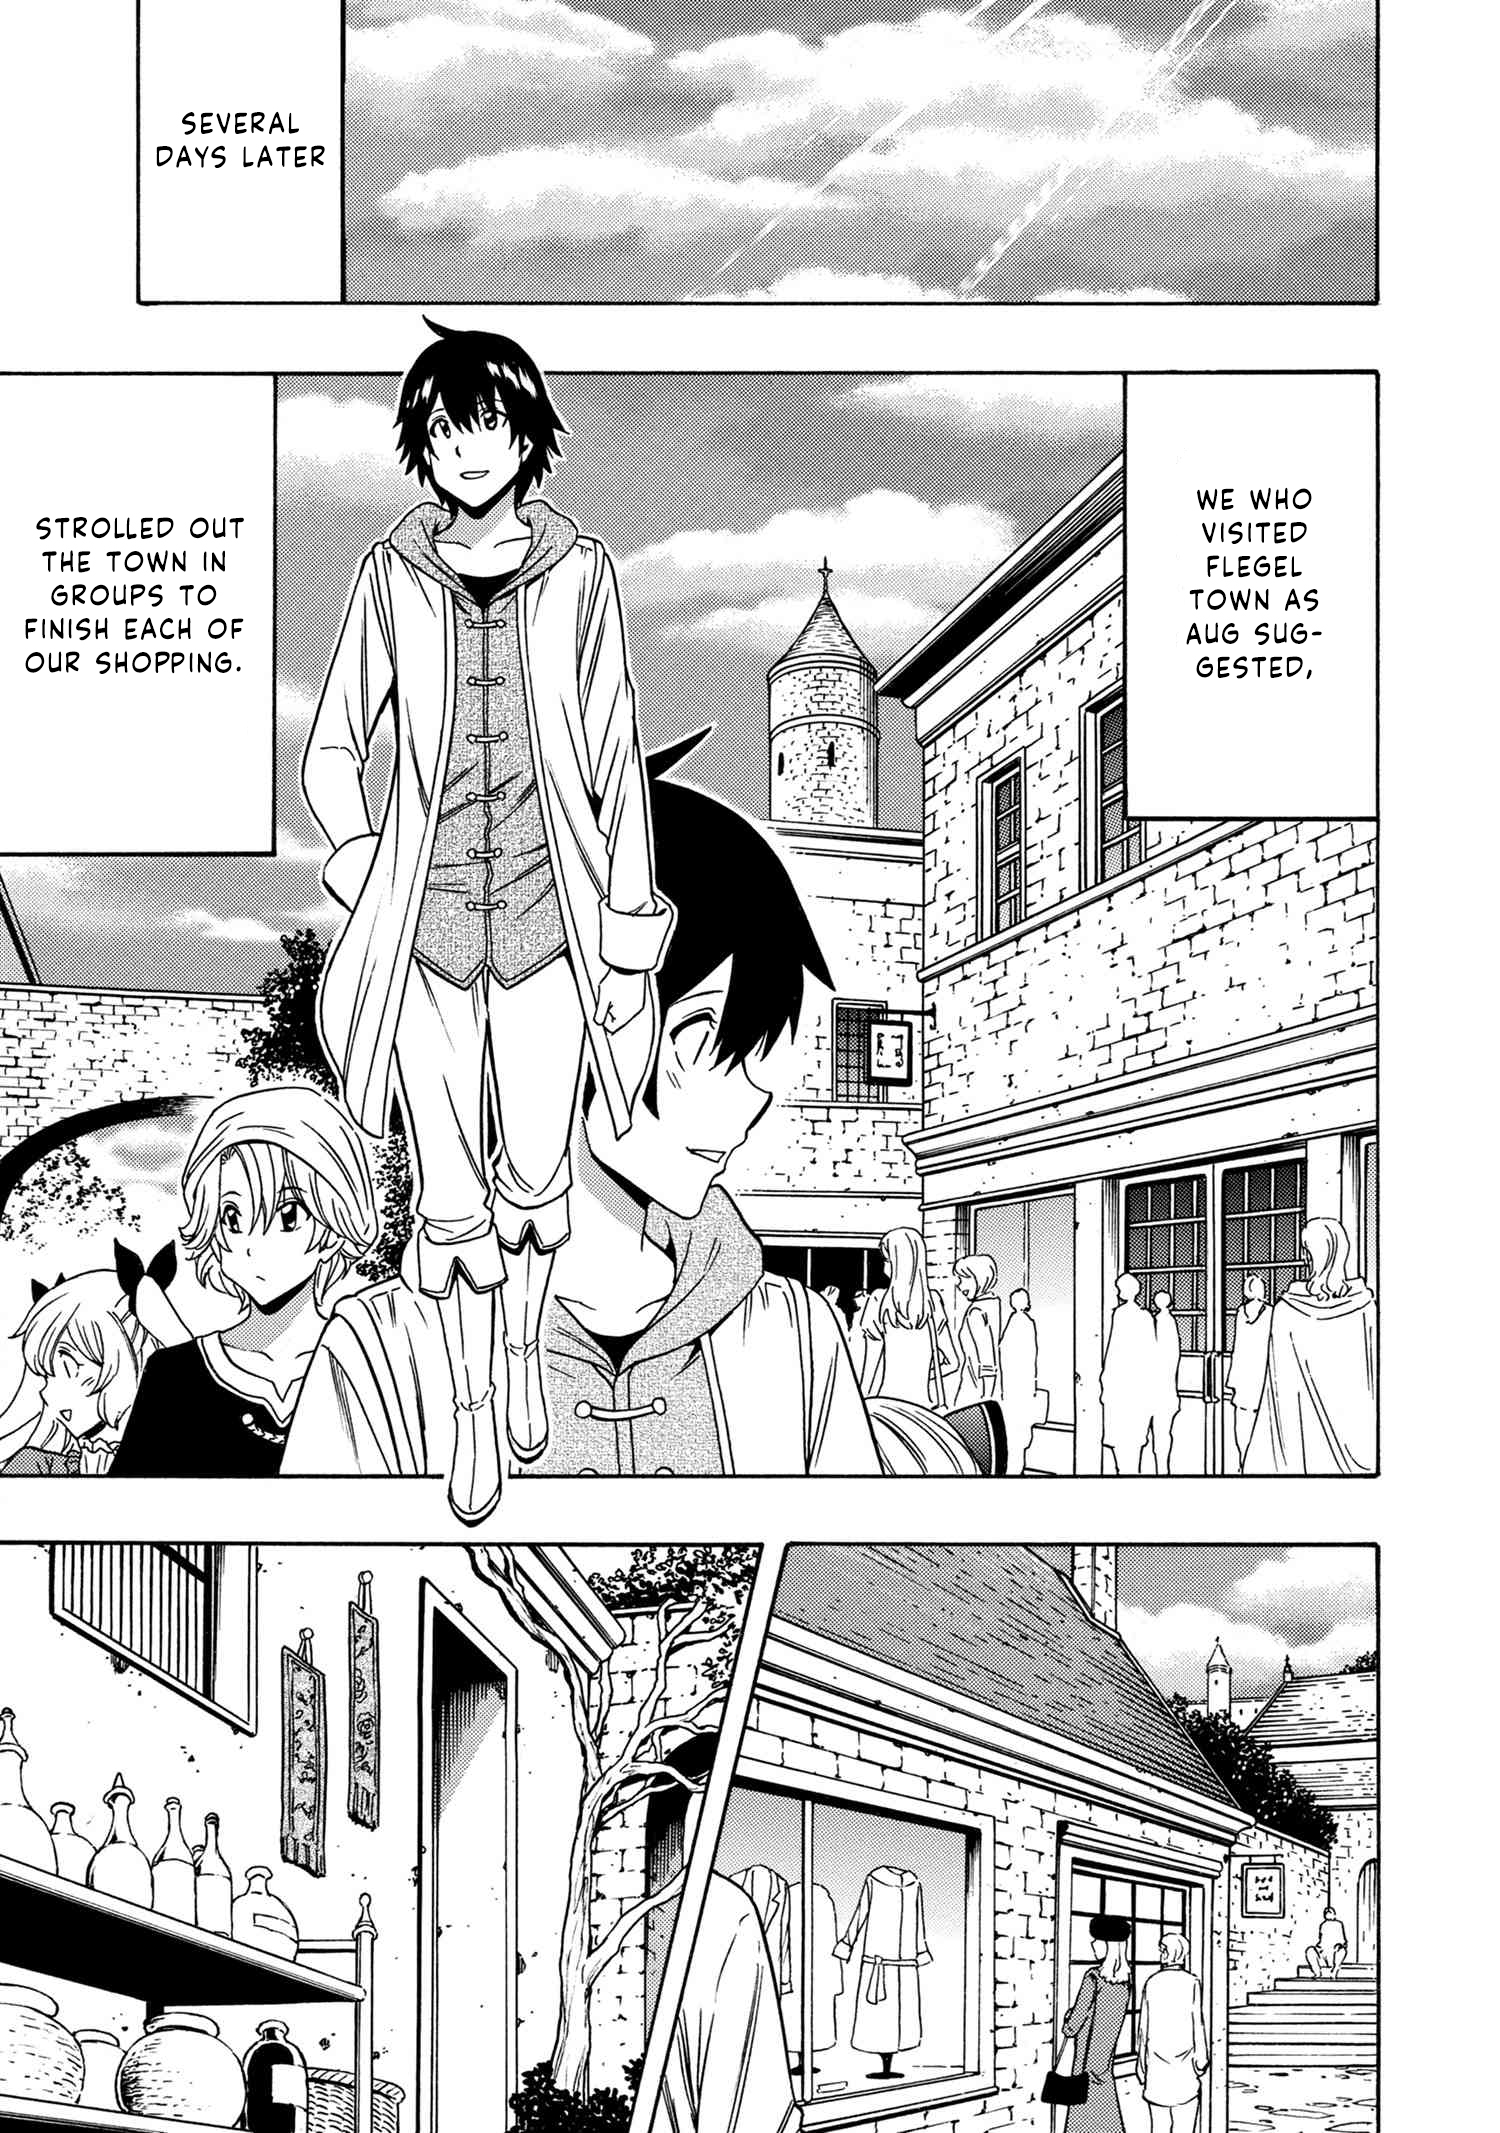 SEVERAL
DAYS LATER
WE WHO
VISITED
FLEGEL
TOWN AS
AUG SUG-
GESTED,
STROLLED OUT
THE TOWN IN
GROUPS TO
FINISH EACH OF
OUR SHOPPING.